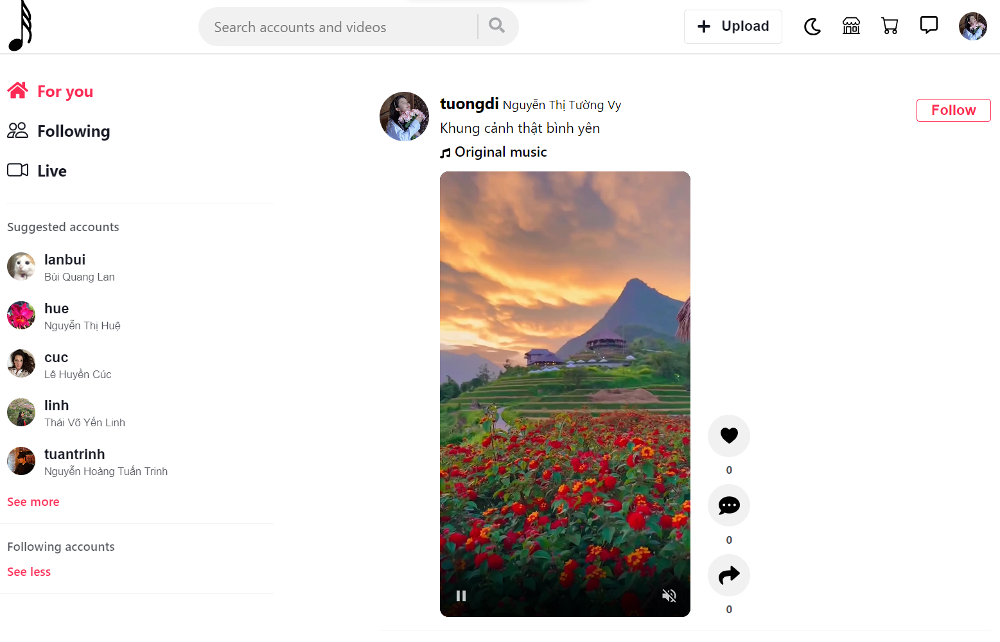 Search accounts and videos
Upload
For you
Following
Live
Suggested accounts
lanbui
Bùi Quang Lan
hue
Nguyễn Thị Huệ
cuc
Lê Huyền Cúc
linh
Thái Võ Yến Linh
tuantrinh
Nguyễn Hoàng Tuấn Trinh
See more
Following accounts
See less
tuongdi Nguyễn Thị Tường Vy
Khung cảnh thật bình yên
Original music
Follow
0
0
0